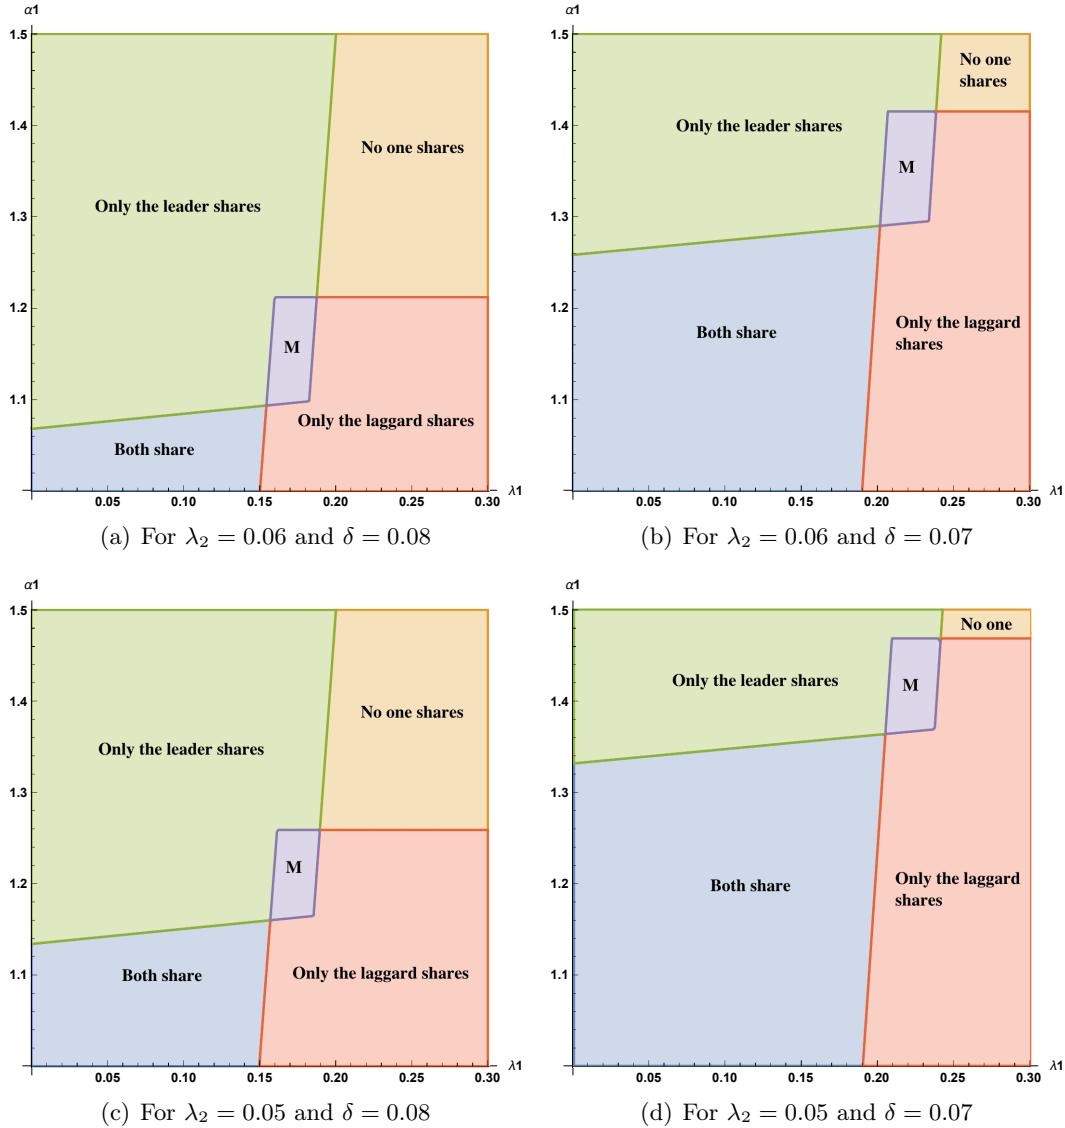 α1
1.5
1.4
1.3
1.2
1.1
0.05 0.10 0.15 0.20 0.25 0.30
λ1
Only the leader shares
No one shares
M
Only the laggard shares
Both share
(a) For λ₂ = 0.06 and δ = 0.08
α1
1.5
1.4
1.3
1.2
1.1
0.05 0.10 0.15 0.20 0.25 0.30
λ1
No one
shares
Only the leader shares
M
Only the laggard
shares
Both share
(b) For λ₂ = 0.06 and δ = 0.07
α1
1.5
1.4
1.3
1.2
1.1
0.05 0.10 0.15 0.20 0.25 0.30
λ1
No one shares
Only the leader shares
M
Both share
Only the laggard shares
(c) For λ₂ = 0.05 and δ = 0.08
α1
1.5
1.4
1.3
1.2
1.1
0.05 0.10 0.15 0.20 0.25 0.30
λ1
No one
Only the leader shares
M
Both share
Only the laggard
shares
(d) For λ₂ = 0.05 and δ = 0.07